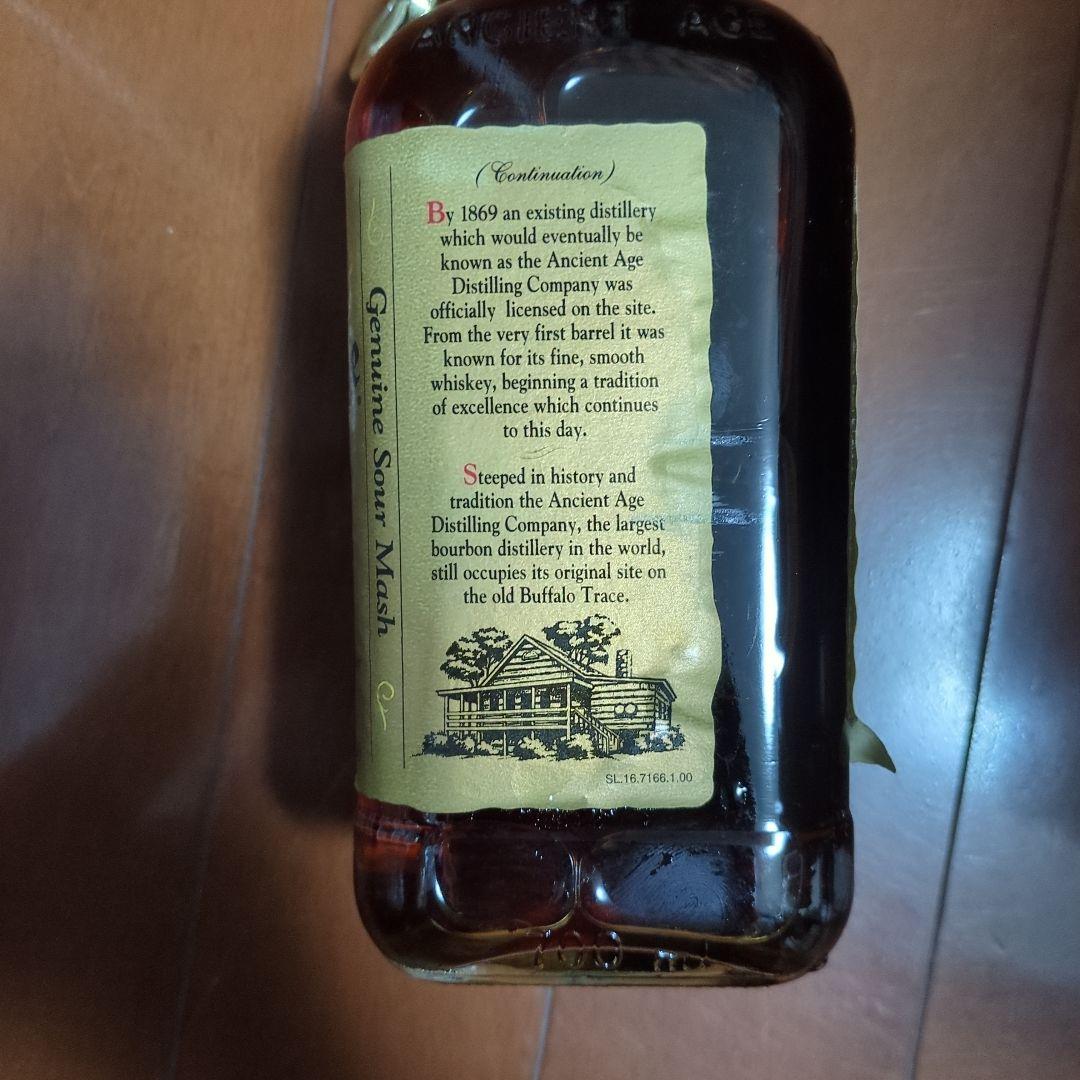 ANCIENT AGE
(Continuation)
By 1869 an existing distillery
which would eventually be
known as the Ancient Age
Distilling Company was
officially licensed on the site.
From the very first barrel it was
known for its fine, smooth
whiskey, beginning a tradition
of excellence which continues
to this day.
Steeped in history and
tradition the Ancient Age
Distilling Company, the largest
bourbon distillery in the world,
still occupies its original site on
the old Buffalo Trace.
SL.16.7166.1.00
Genuine Sour Mash